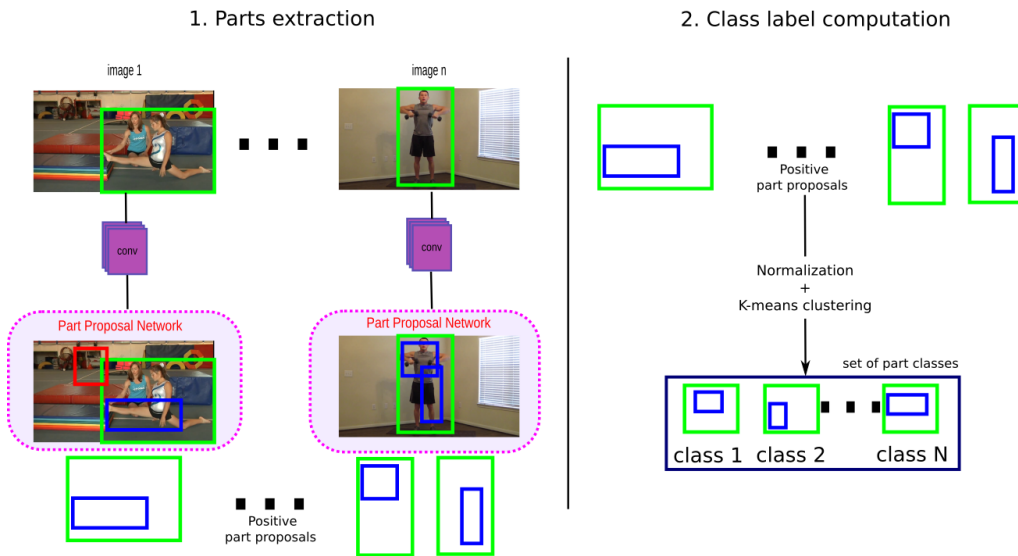 1. Parts extraction
image 1
image n
conv
conv
Part Proposal Network
Part Proposal Network
Positive
part proposals
2. Class label computation
Positive
part proposals
Normalization
+
K-means clustering
set of part classes
class 1
class 2
class N